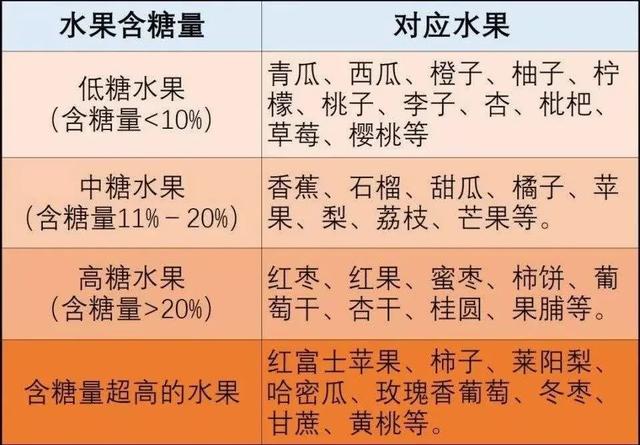 水果含糖量
对应水果
低糖水果
(含糖量<10%)
青瓜、西瓜、橙子、柚子、柠
檬、桃子、李子、杏、枇杷、
草莓、樱桃等
中糖水果
(含糖量11%－20%)
香蕉、石榴、甜瓜、橘子、苹
果、梨、荔枝、芒果等。
高糖水果
(含糖量>20%)
红枣、红果、蜜枣、柿饼、葡
萄干、杏干、桂圆、果脯等。
含糖量超高的水果
红富士苹果、柿子、莱阳梨、
哈密瓜、玫瑰香葡萄、冬枣、
甘蔗、黄桃等。